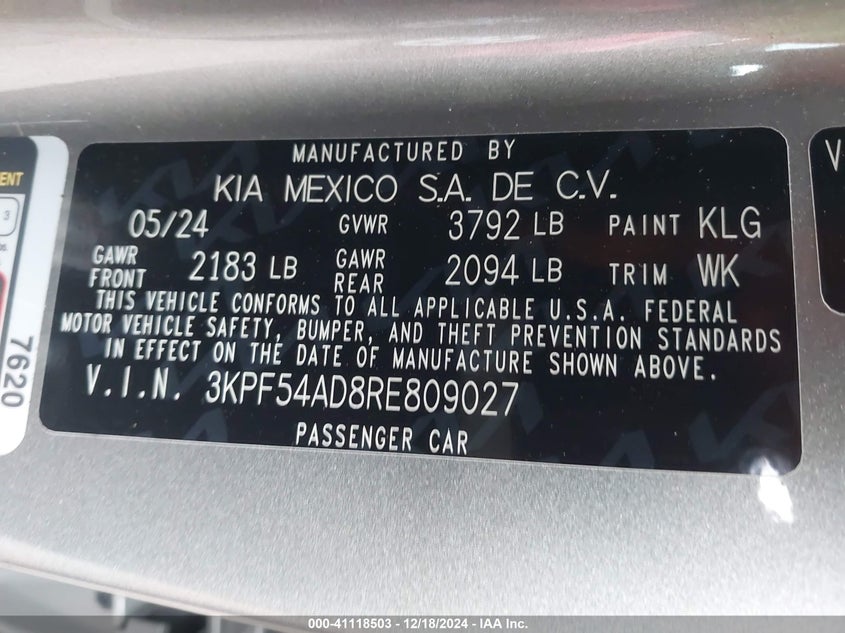 MANUFACTURED BY
KIA MEXICO S.A. DE C.V.
05/24 GVWR 3792 LB PAINT KLG
GAWR FRONT 2183 LB GAWR REAR 2094 LB TRIM WK
THIS VEHICLE CONFORMS TO ALL APPLICABLE U.S.A. FEDERAL
MOTOR VEHICLE SAFETY, BUMPER, AND THEFT PREVENTION STANDARDS
IN EFFECT ON THE DATE OF MANUFACTURE SHOWN ABOVE.
V.I.N. 3KPF54AD8RE809027
PASSENGER CAR
3
7620
V
000-41118503 - 12/18/2024 - IAA Inc.